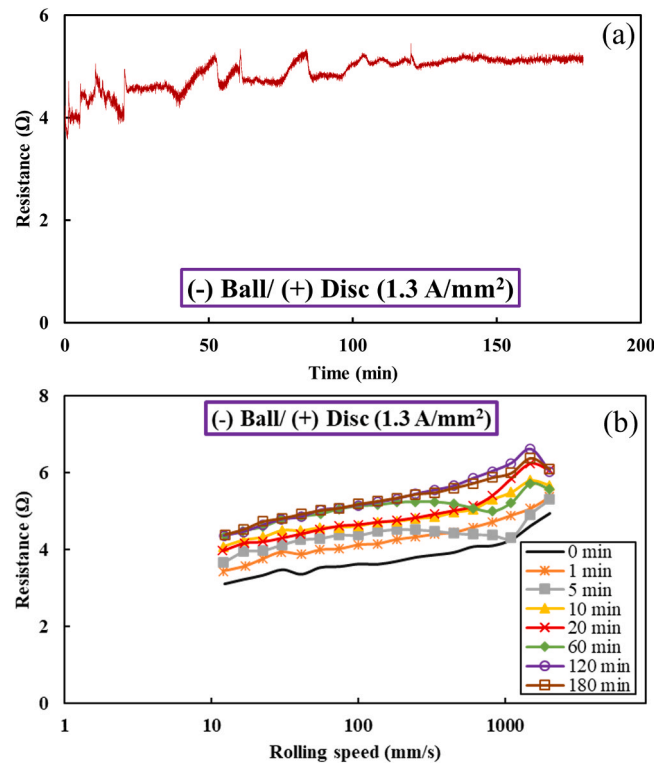 (a)
6
4
2
0
Resistance (Ω)
(-) Ball/ (+) Disc (1.3 A/mm²)
0 50 100 150 200
Time (min)
(b)
8
6
4
2
0
Resistance (Ω)
(-) Ball/ (+) Disc (1.3 A/mm²)
0 min
1 min
5 min
10 min
20 min
60 min
120 min
180 min
1 10 100 1000
Rolling speed (mm/s)